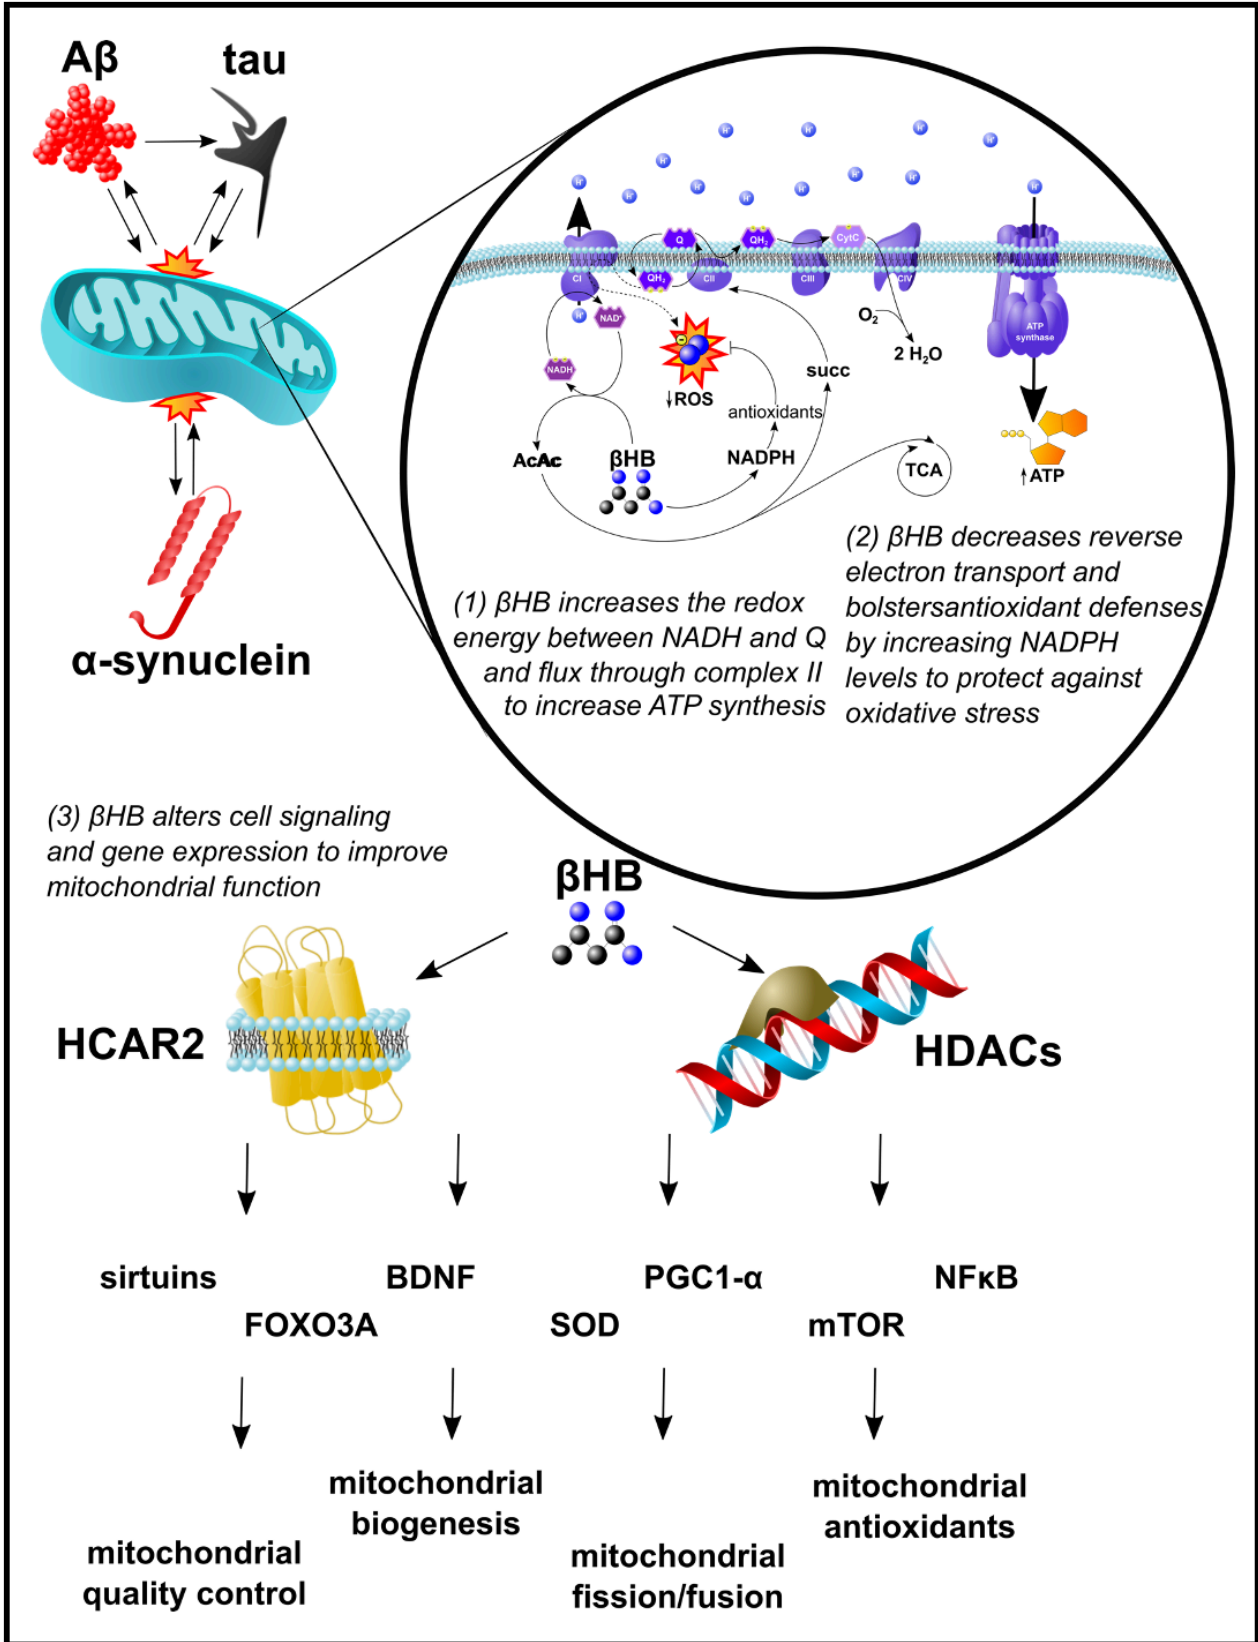 Aβ
tau
H⁺
H⁺
H⁺
H⁺
H⁺
H⁺
H⁺
H⁺
H⁺
H⁺
H⁺
H⁺
H⁺
H⁺
Q
QH₂
CytC
CI
QH₂
CII
CIII
CIV
H⁺
NAD⁺
O₂
ATP
synthase
2 H₂O
NADH
succ
↓ROS
antioxidants
AcAc
βHB
NADPH
TCA
↑ATP
α-synuclein
(1) βHB increases the redox
energy between NADH and Q
and flux through complex II
to increase ATP synthesis
(2) βHB decreases reverse
electron transport and
bolstersantioxidant defenses
by increasing NADPH
levels to protect against
oxidative stress
(3) βHB alters cell signaling
and gene expression to improve
mitochondrial function
βHB
HCAR2
HDACs
sirtuins
BDNF
PGC1-α
NFκB
FOXO3A
SOD
mTOR
mitochondrial
biogenesis
mitochondrial
antioxidants
mitochondrial
quality control
mitochondrial
fission/fusion